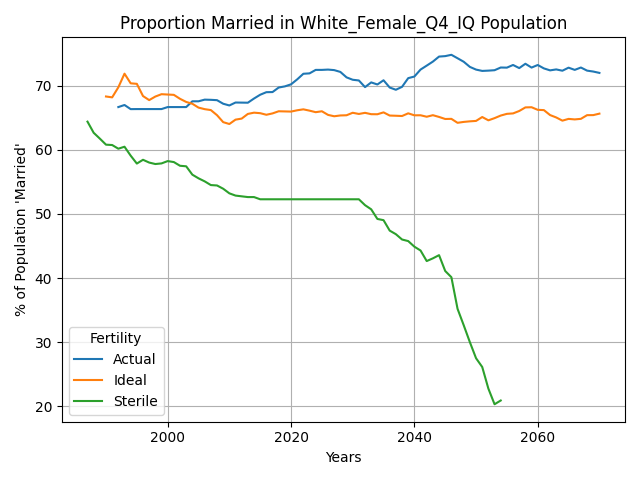 Proportion Married in White_Female_Q4_IQ Population
% of Population 'Married'
70
60
50
40
30
20
Fertility
Actual
Ideal
Sterile
2000
2020
2040
2060
Years